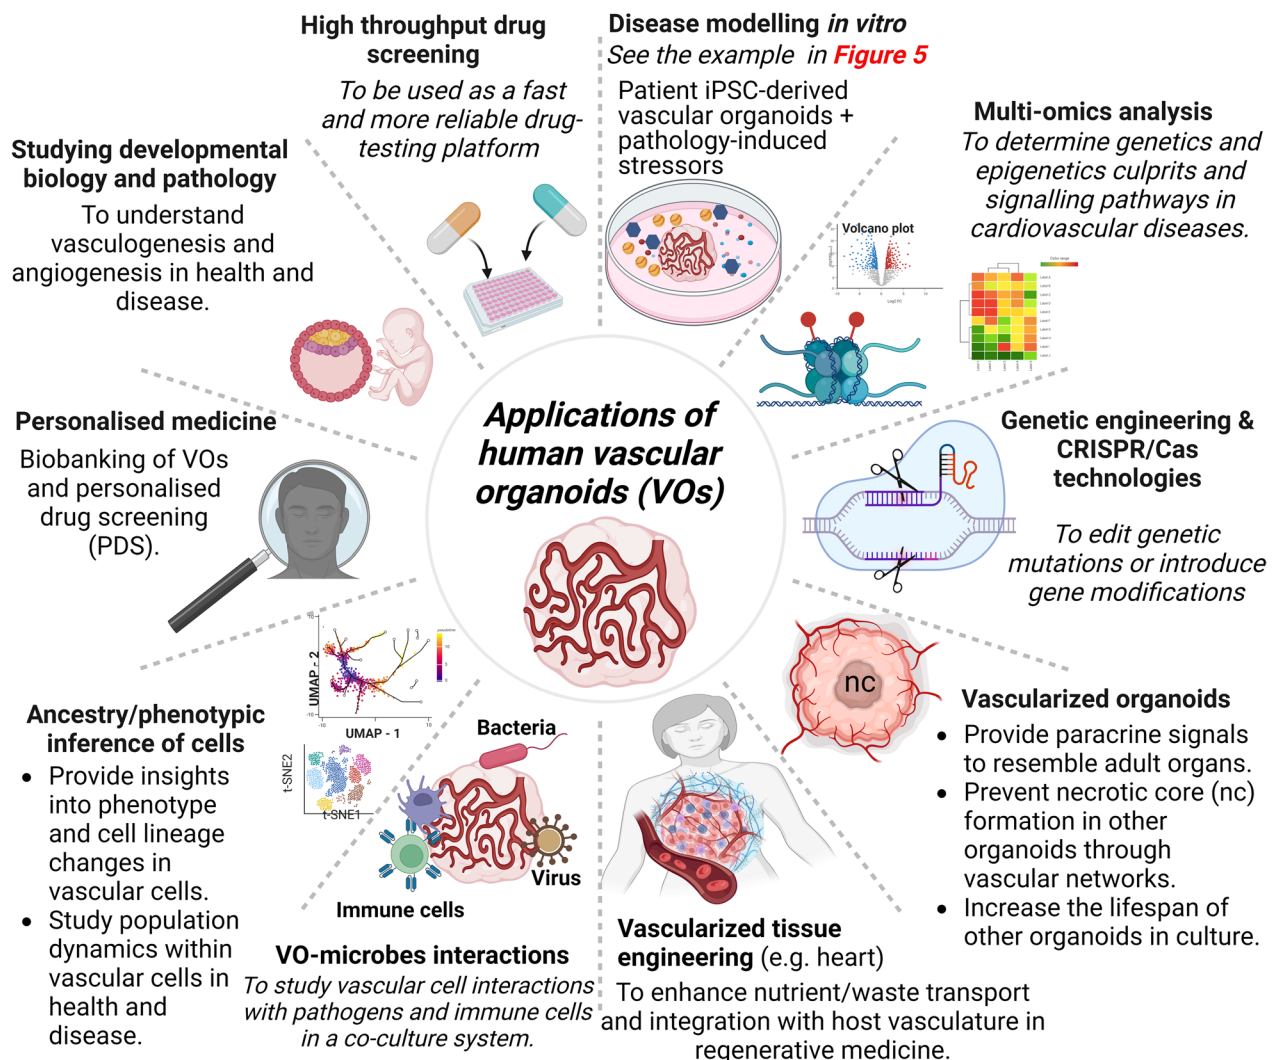 High throughput drug
screening
To be used as a fast
and more reliable drug-
testing platform
Disease modelling in vitro
See the example in Figure 5
Patient iPSC-derived
vascular organoids +
pathology-induced
stressors
Multi-omics analysis
To determine genetics and
epigenetics culprits and
signalling pathways in
cardiovascular diseases.
Volcano plot
Log2 FC
Color range
Studying developmental
biology and pathology
To understand
vasculogenesis and
angiogenesis in health and
disease.
Applications of
human vascular
organoids (VOs)
Genetic engineering &
CRISPR/Cas
technologies
To edit genetic
mutations or introduce
gene modifications
Personalised medicine
Biobanking of VOs
and personalised
drug screening
(PDS).
nc
Vascularized organoids
• Provide paracrine signals
to resemble adult organs.
• Prevent necrotic core (nc)
formation in other
organoids through
vascular networks.
• Increase the lifespan of
other organoids in culture.
UMAP - 2
UMAP - 1
t-SNE2
t-SNE1
Ancestry/phenotypic
inference of cells
• Provide insights
into phenotype
and cell lineage
changes in
vascular cells.
• Study population
dynamics within
vascular cells in
health and
disease.
Bacteria
Virus
Immune cells
VO-microbes interactions
To study vascular cell interactions
with pathogens and immune cells
in a co-culture system.
Vascularized tissue
engineering (e.g. heart)
To enhance nutrient/waste transport
and integration with host vasculature in
regenerative medicine.